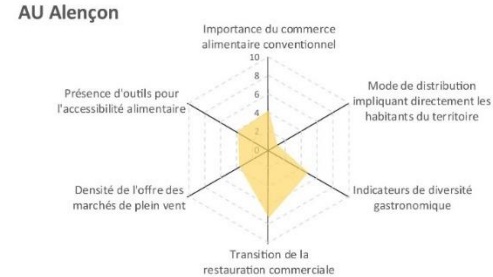 AU Alençon
Importance du commerce
alimentaire conventionnel
10
8
6
4
2
0
Mode de distribution
impliquant directement les
habitants du territoire
Indicateurs de diversité
gastronomique
Transition de la
restauration commerciale
Densité de l'offre des
marchés de plein vent
Présence d'outils pour
l'accessibilité alimentaire